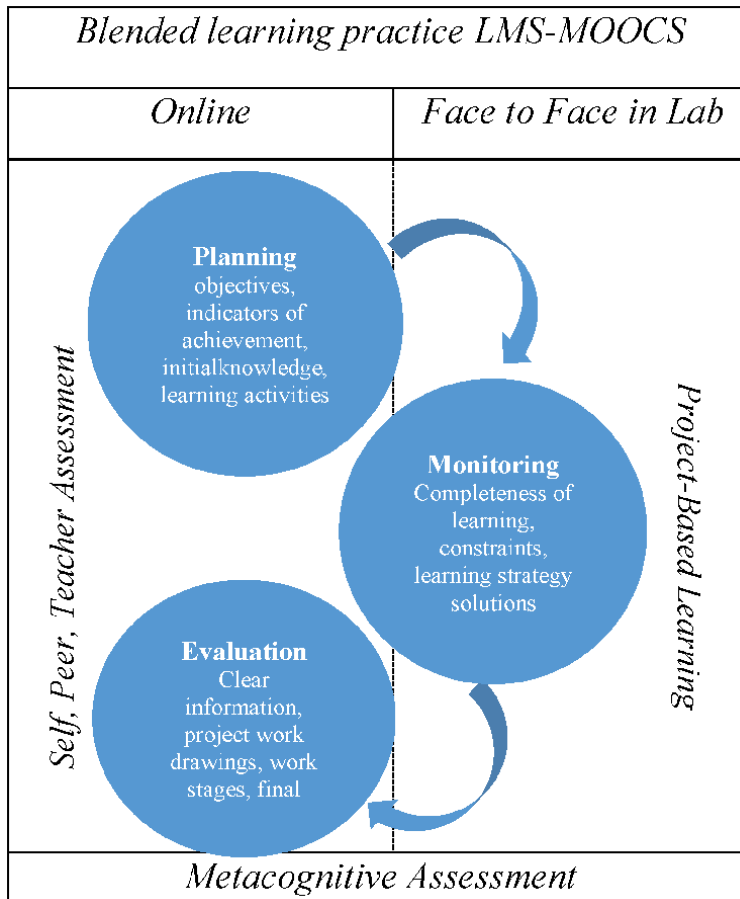 Blended learning practice LMS-MOOCS
Online
Face to Face in Lab
Planning
objectives,
indicators of
achievement,
initialknowledge,
learning activities
Self, Peer, Teacher Assessment
Monitoring
Completeness of
learning,
constraints,
learning strategy
solutions
Project-Based Learning
Evaluation
Clear
information,
project work
drawings, work
stages, final
Metacognitive Assessment